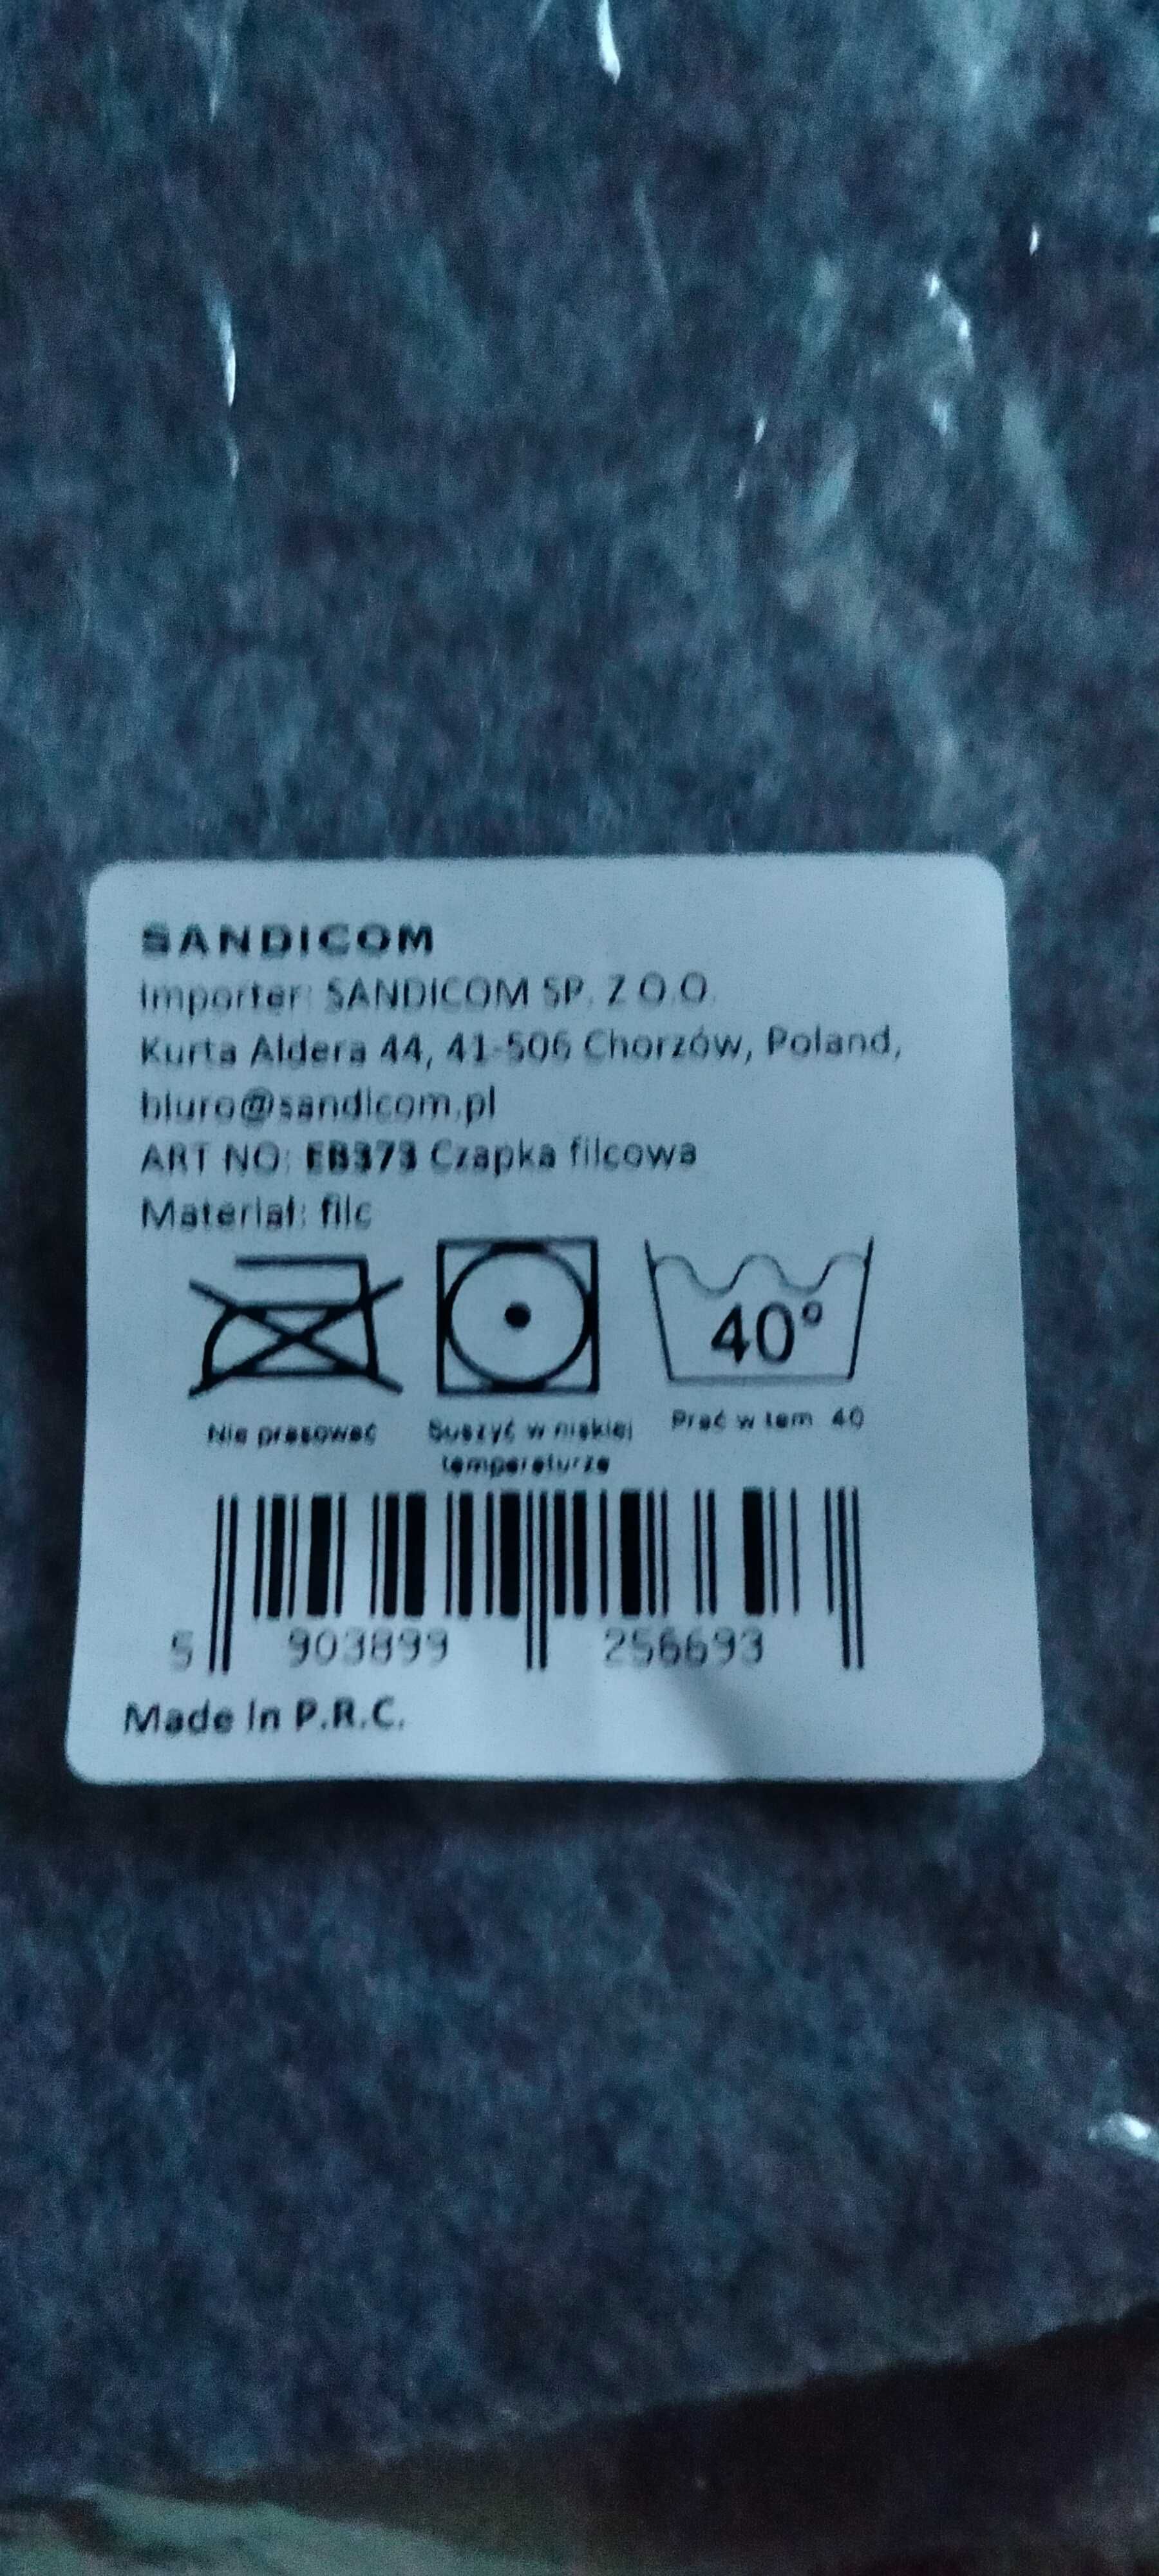 SANDICOM
Importer: SANDICOM SP. Z O.O.
Kurta Aldera 44, 41-506 Chorzów, Poland,
biuro@sandicom.pl
ART NO: EB373 Czapka filcowa
Materiał: filc
40°
Nie prasować Suszyć w niskiej temperaturze Prać w tem. 40
5 903899 256693
Made in P.R.C.